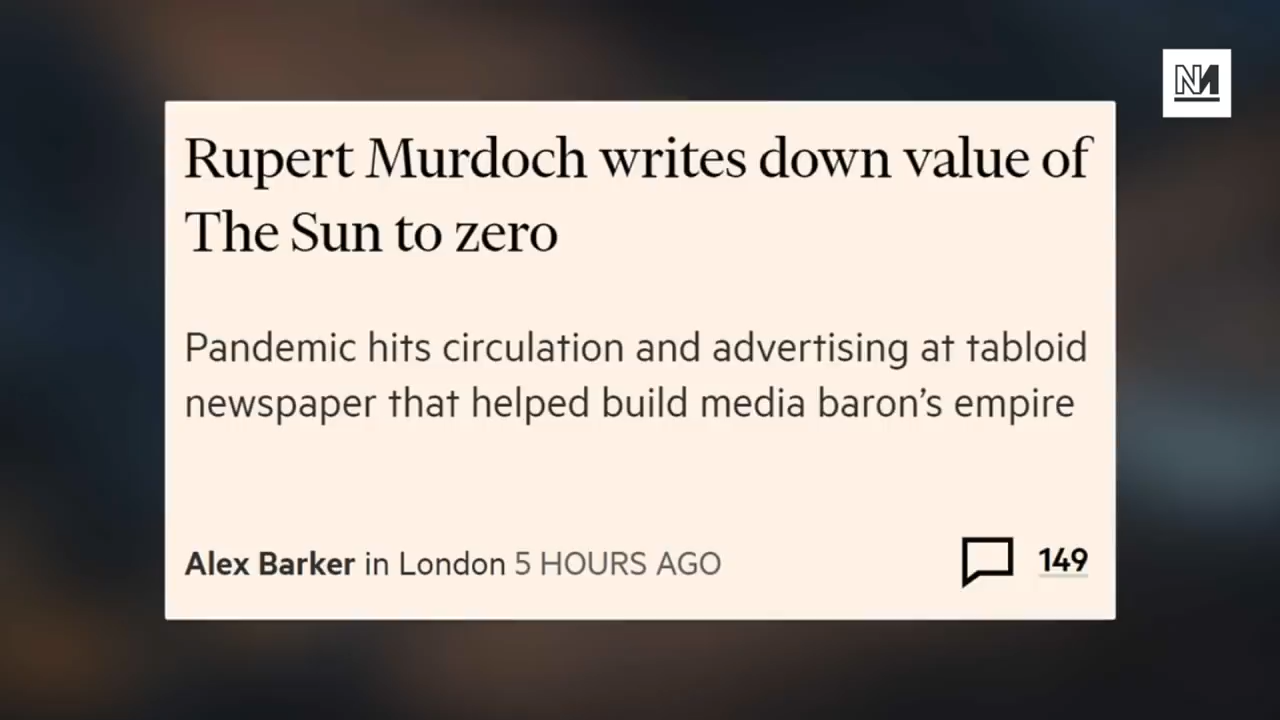 NM
Rupert Murdoch writes down value of
The Sun to zero
Pandemic hits circulation and advertising at tabloid
newspaper that helped build media baron’s empire
Alex Barker in London 5 HOURS AGO
149